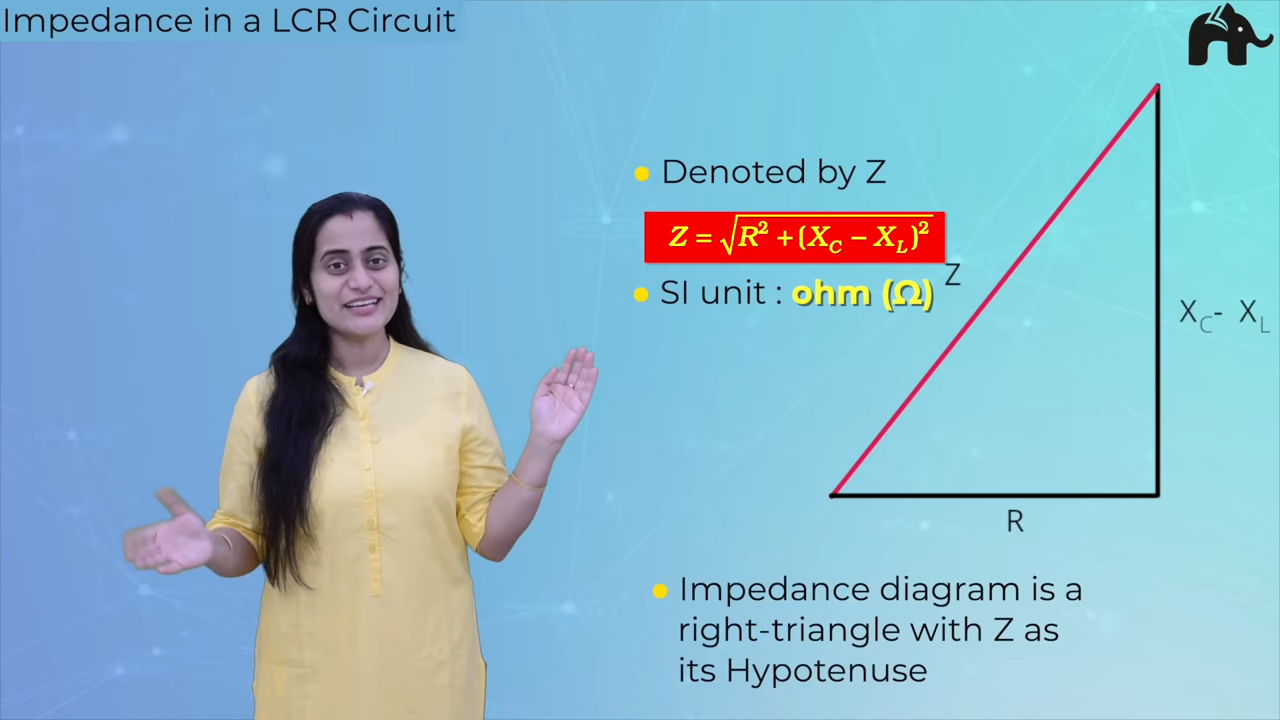 Impedance in a LCR Circuit
Denoted by Z
Z = √R² + (X_C − X_L)²
SI unit : ohm (Ω)
Z
X_C - X_L
R
Impedance diagram is a
right-triangle with Z as
its Hypotenuse